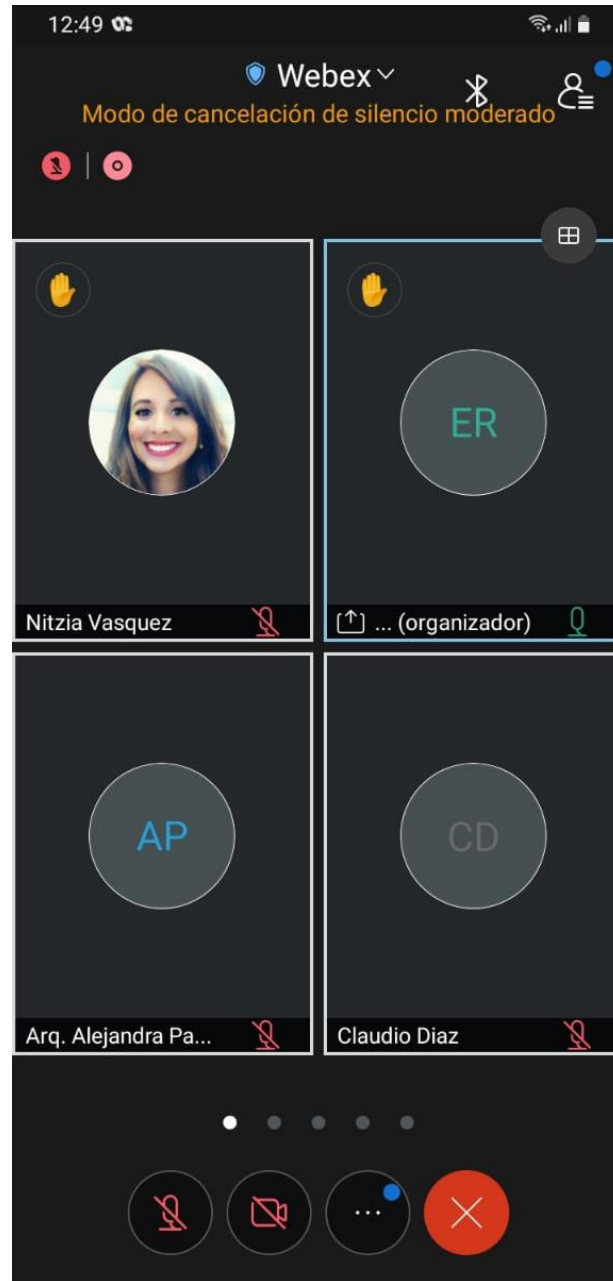 12:49
Webex
Modo de cancelación de silencio moderado
ER
Nitzia Vasquez
... (organizador)
AP
CD
Arq. Alejandra Pa...
Claudio Diaz
...